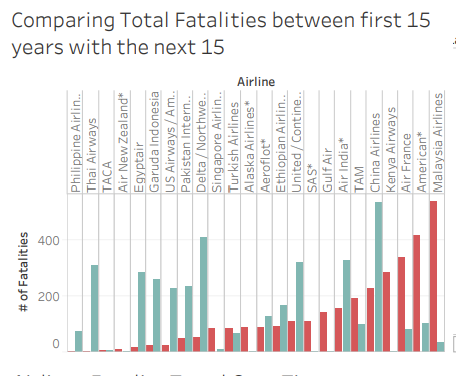 Comparing Total Fatalities between first 15
years with the next 15
Airline
Philippine Airlin..
Thai Airways
TACA
Air New Zealand*
Egyptair
Garuda Indonesia
US Airways / Am..
Pakistan Intern..
Delta / Northwe..
Singapore Airlin..
Turkish Airlines
Alaska Airlines*
Aeroflot*
Ethiopian Airlin..
United / Contine..
SAS*
Gulf Air
Air India*
TAM
China Airlines
Kenya Airways
Air France
American*
Malaysia Airlines
# of Fatalities
400
200
0